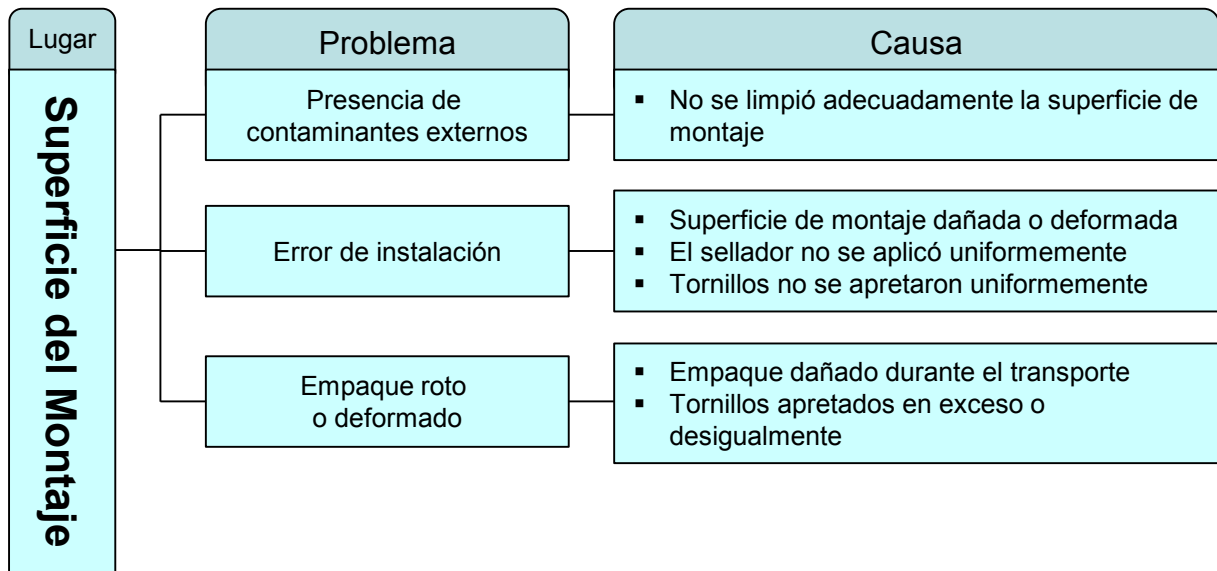 Lugar
Problema
Causa
Superficie del Montaje
Presencia de
contaminantes externos
▪ No se limpió adecuadamente la superficie de
montaje
Error de instalación
▪ Superficie de montaje dañada o deformada
▪ El sellador no se aplicó uniformemente
▪ Tornillos no se apretaron uniformemente
Empaque roto
o deformado
▪ Empaque dañado durante el transporte
▪ Tornillos apretados en exceso o
desigualmente